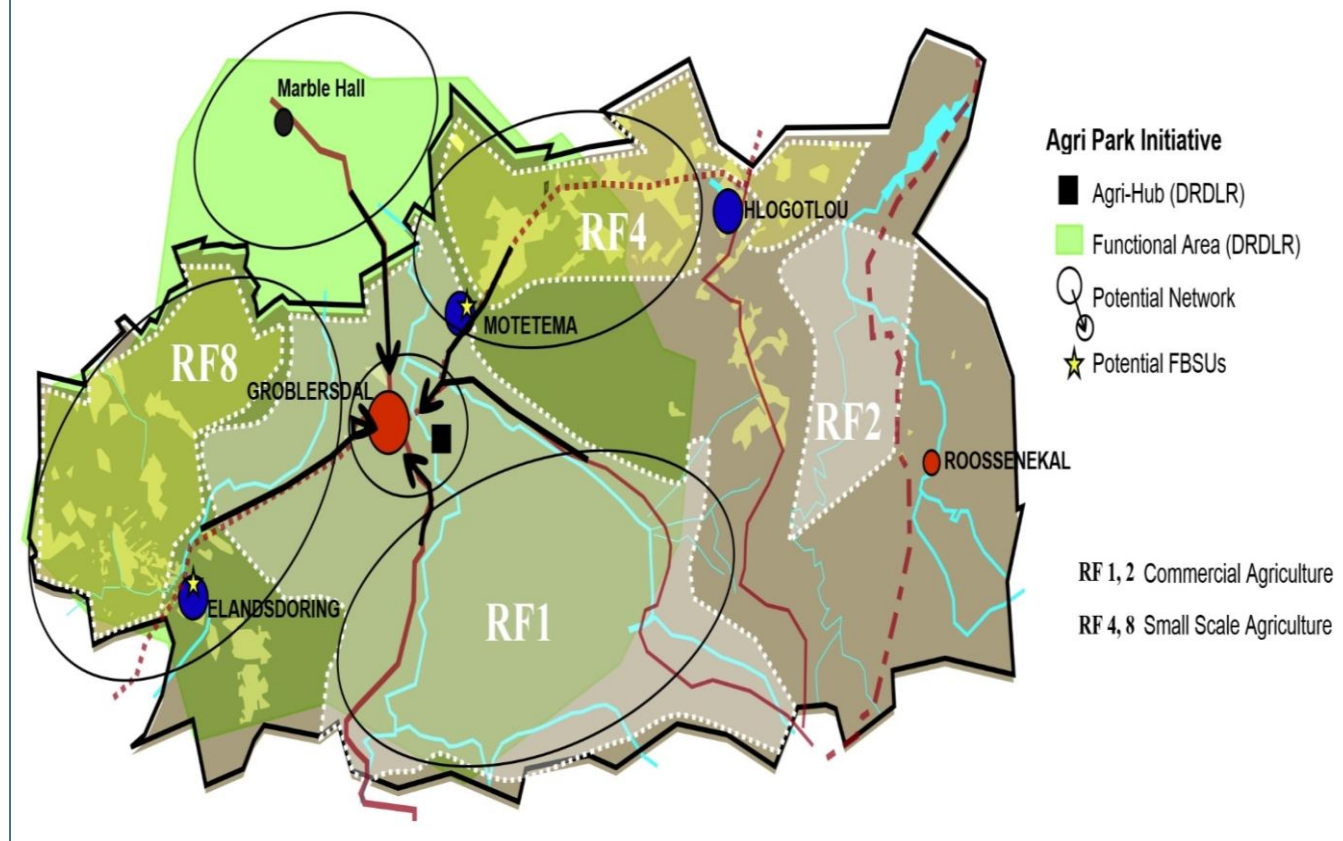 Marble Hall
RF4
HLOGOTLOU
MOTETEMA
RF8
GROBLERSDAL
RF2
ROOSSENEKAL
ELANDSDORING
RF1
Agri Park Initiative
Agri-Hub (DRDLR)
Functional Area (DRDLR)
Potential Network
Potential FBSUs
RF 1, 2 Commercial Agriculture
RF 4, 8 Small Scale Agriculture